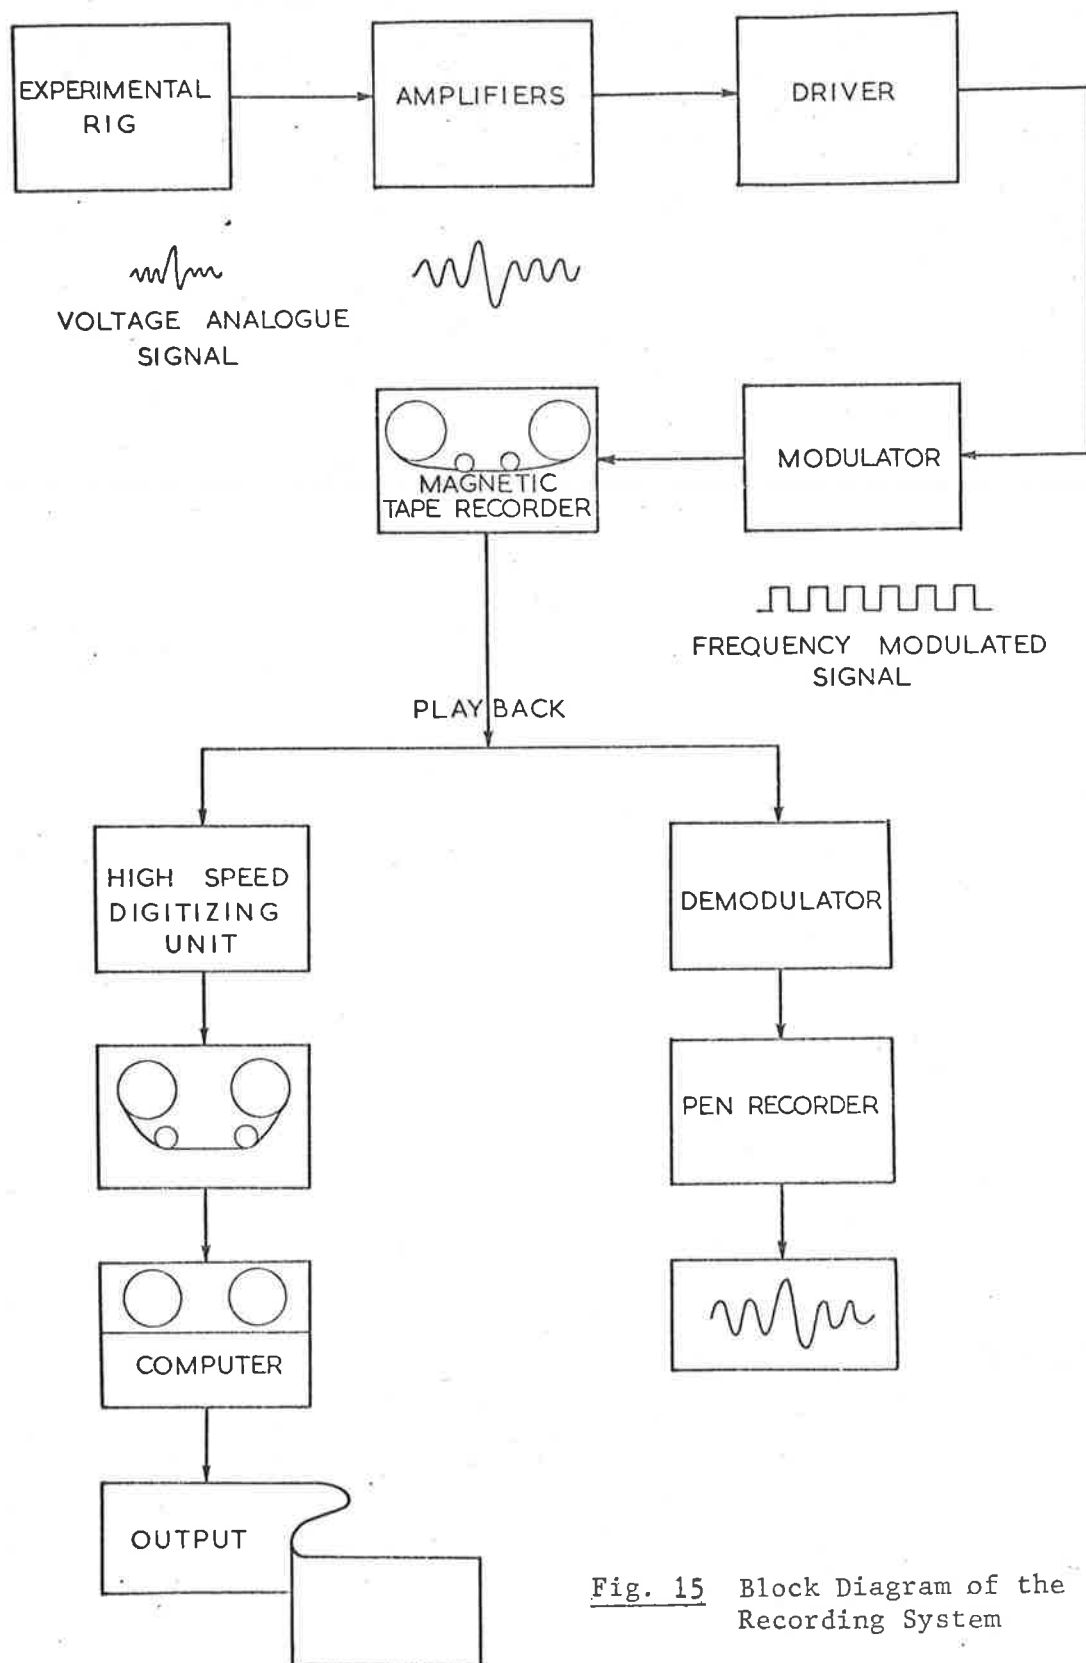 EXPERIMENTAL
RIG
AMPLIFIERS
DRIVER
VOLTAGE ANALOGUE
SIGNAL
MAGNETIC
TAPE RECORDER
MODULATOR
FREQUENCY MODULATED
SIGNAL
PLAY BACK
HIGH SPEED
DIGITIZING
UNIT
DEMODULATOR
PEN RECORDER
COMPUTER
OUTPUT
Fig. 15 Block Diagram of the
Recording System